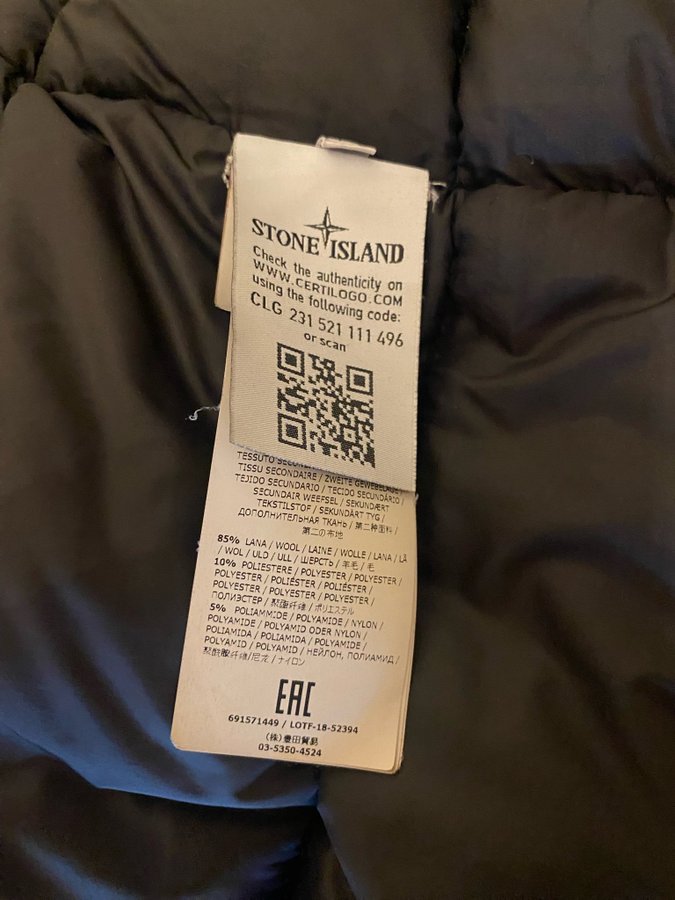 STONE ISLAND
Check the authenticity on
WWW.CERTILOGO.COM
using the following code:
CLG 231 521 111 496
or scan
TESSUTO
TISSU SECONDAIRE / ZWEITE GEWEBELAGE /
TEJIDO SECUNDARIO / TECIDO SECUNDÁRIO /
SECUNDAIR WEEFSEL / SEKUNDÆRT
TEKSTILSTOF / SEKUNDÄRT TYG /
ДОПОЛНИТЕЛЬНАЯ ТКАНЬ / 第二种面料 /
第二の布地
85% LANA / WOOL / LAINE / WOLLE / LANA / LÃ
/ WOL / ULD / ULL / ШЕРСТЬ / 羊毛 / 毛
10% POLIESTERE / POLYESTER / POLYESTER /
POLYESTER / POLIÉSTER / POLIÉSTER /
POLYESTER / POLYESTER / POLYESTER /
ПОЛИЭСТЕР / 聚酯纤维 / ポリエステル
5% POLIAMMIDE / POLYAMIDE / NYLON /
POLYAMIDE / POLYAMID ODER NYLON /
POLIAMIDA / POLIAMIDA / POLYAMIDE /
POLYAMID / POLYAMID / НЕЙЛОН, ПОЛИАМИД /
聚酰胺纤维/尼龙 / ナイロン
EAC
691571449 / LOTF-18-52394
(株)豊田貿易
03-5350-4524